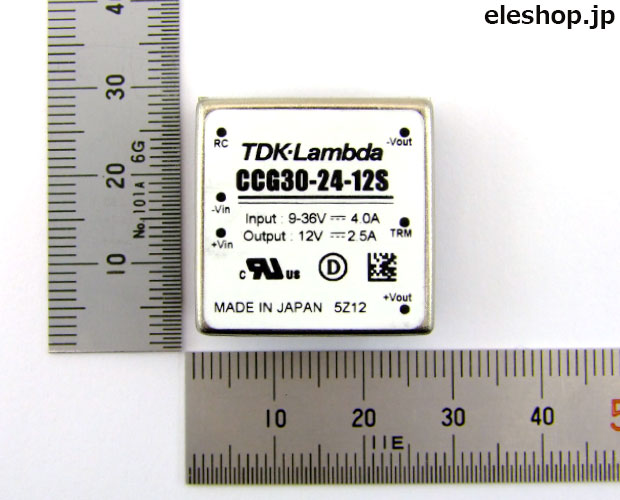 eleshop.jp
40
30
20
10
No.101A 6G
RC
-Vout
TDK·Lambda
CCG30-24-12S
-Vin
Input : 9-36V ⎓ 4.0A
+Vin
Output : 12V ⎓ 2.5A
TRM
c RU us
D
+Vout
MADE IN JAPAN 5Z12
10 20 30 40 5
11E